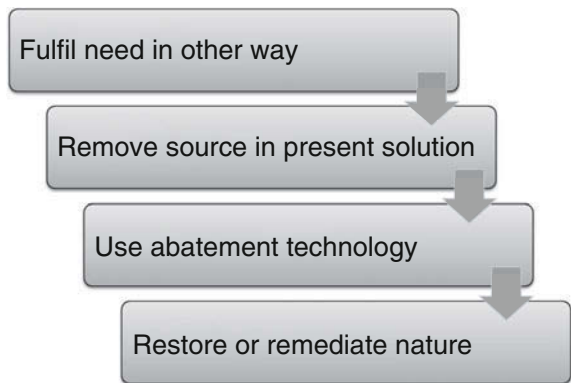 Fulfil need in other way
Remove source in present solution
Use abatement technology
Restore or remediate nature